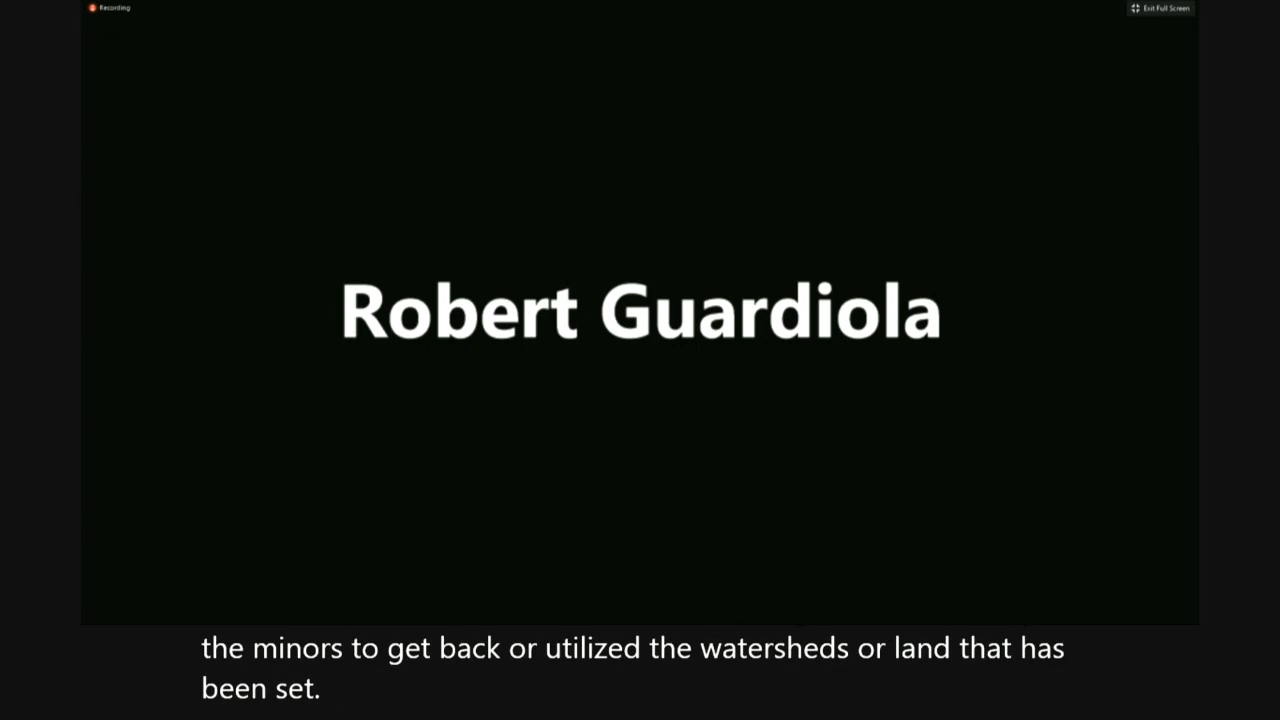 Recording
Exit Full Screen
Robert Guardiola
the minors to get back or utilized the watersheds or land that has
been set.